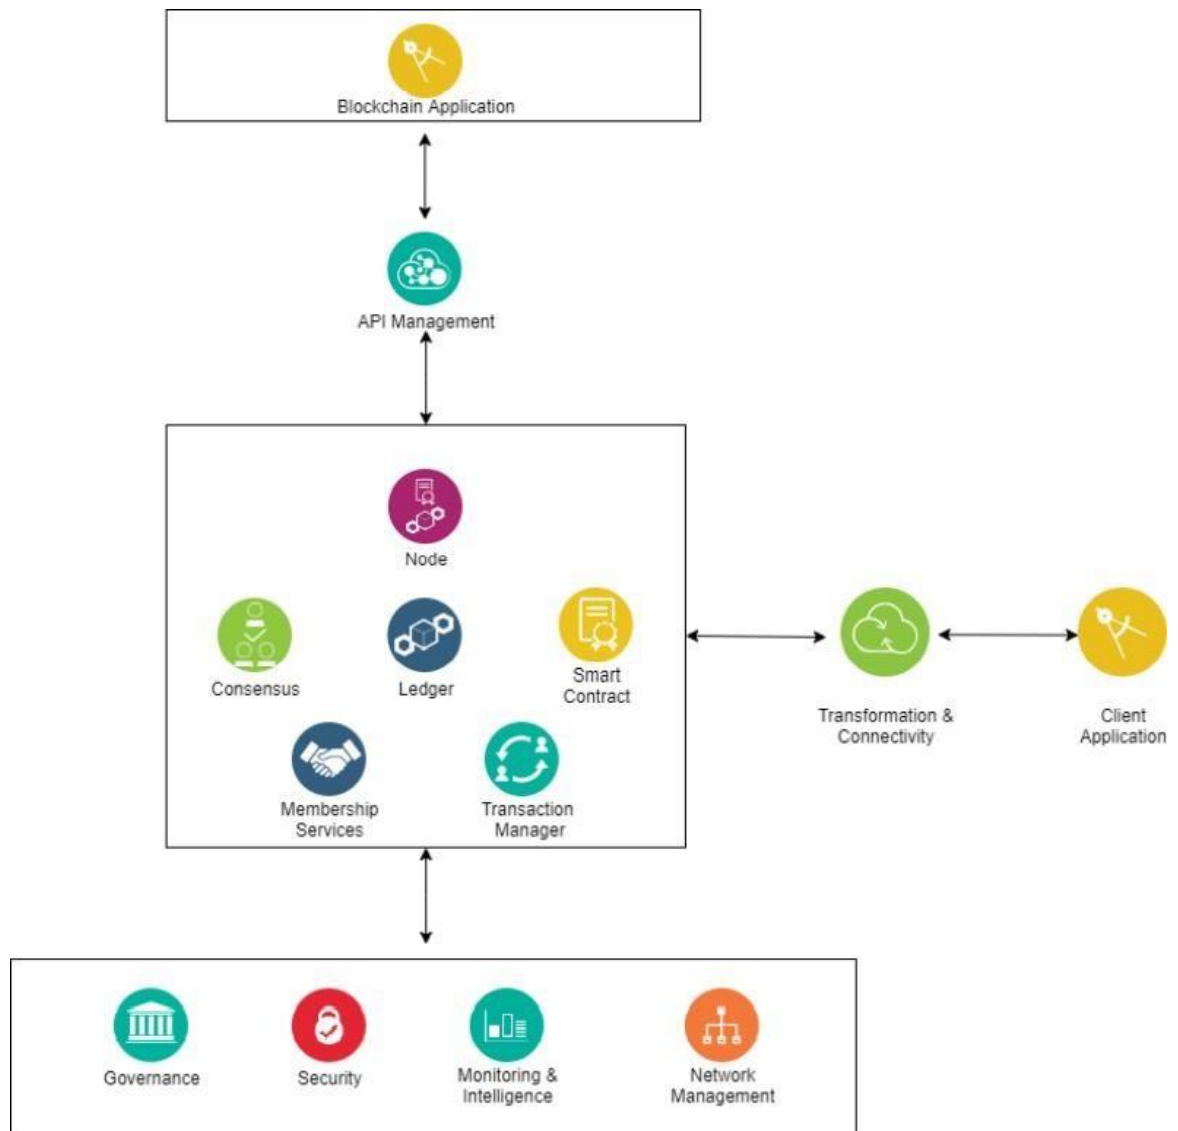 Blockchain Application
API Management
Node
Consensus
Ledger
Smart
Contract
Membership
Services
Transaction
Manager
Transformation &
Connectivity
Client
Application
Governance
Security
Monitoring &
Intelligence
Network
Management